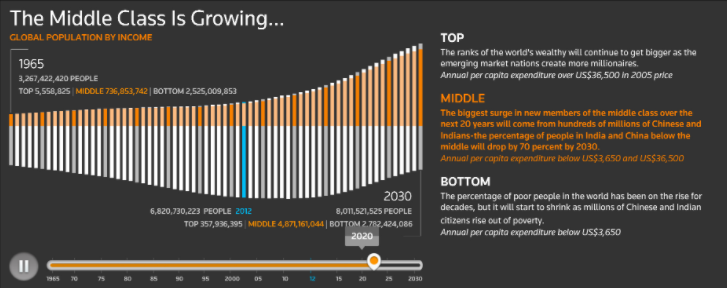 The Middle Class Is Growing...
GLOBAL POPULATION BY INCOME
1965
3,267,422,420 PEOPLE
TOP 5,558,825 | MIDDLE 736,853,742 | BOTTOM 2,525,009,853
2030
6,820,730,223 PEOPLE 2012
8,011,521,525 PEOPLE
TOP 357,936,395 | MIDDLE 4,871,161,044 | BOTTOM 2,782,424,086
2020
1965 70 75 80 85 90 95 2000 05 10 12 15 20 25 2030
TOP
The ranks of the world's wealthy will continue to get bigger as the
emerging market nations create more millionaires.
Annual per capita expenditure over US$36,500 in 2005 price
MIDDLE
The biggest surge in new members of the middle class over the
next 20 years will come from hundreds of millions of Chinese and
Indians-the percentage of people in India and China below the
middle will drop by 70 percent by 2030.
Annual per capita expenditure below US$3,650 and US$36,500
BOTTOM
The percentage of poor people in the world has been on the rise for
decades, but it will start to shrink as millions of Chinese and Indian
citizens rise out of poverty.
Annual per capita expenditure below US$3,650